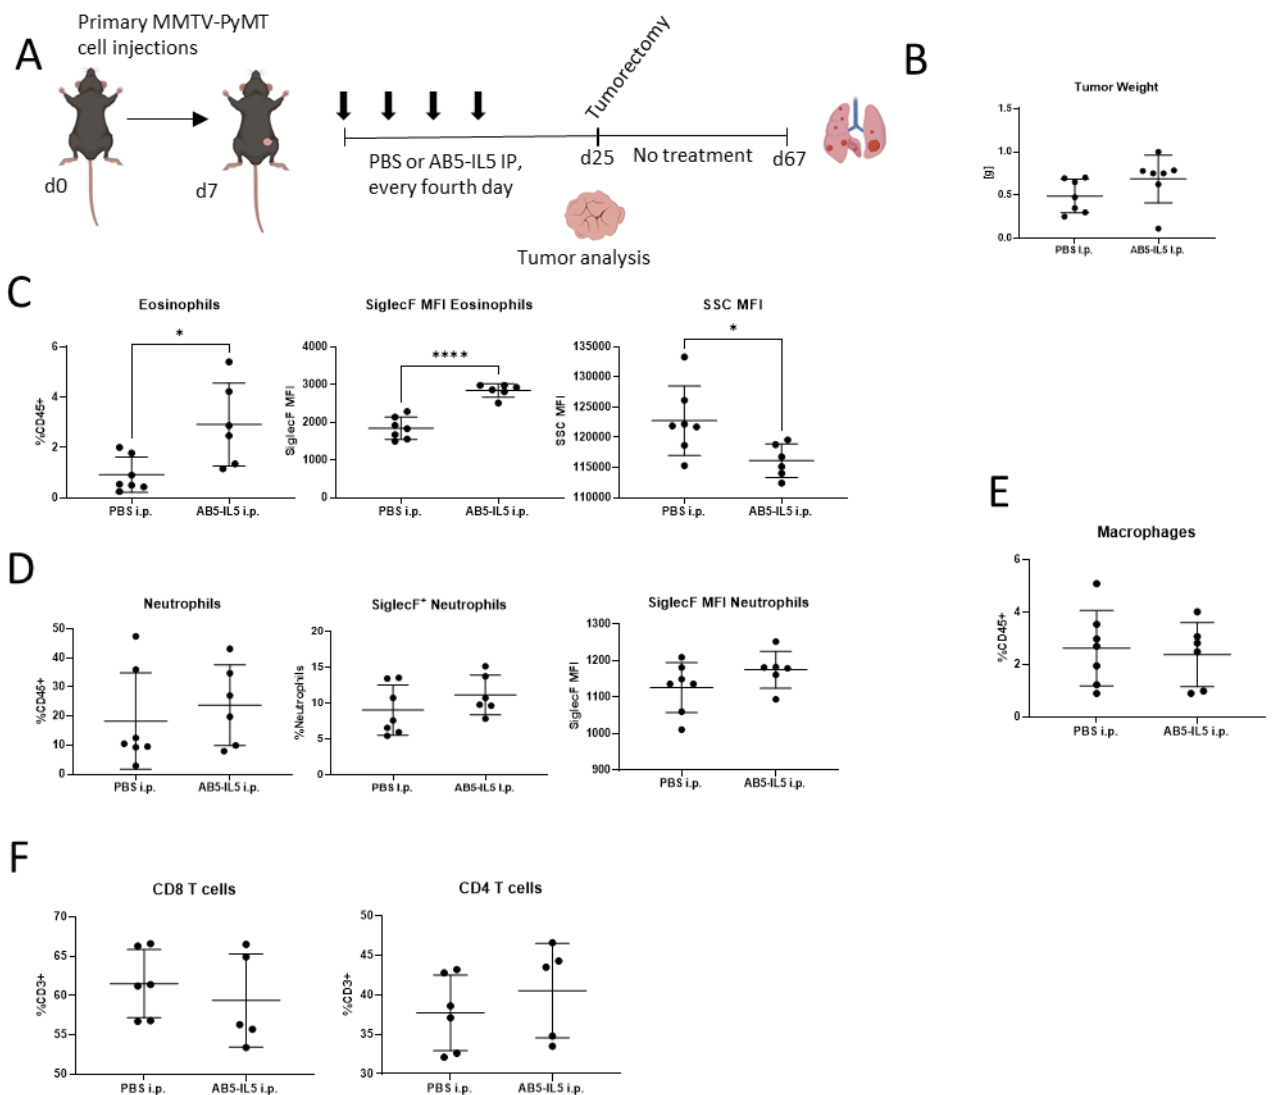 Primary MMTV-PyMT
cell injections
A
d0
d7
PBS or AB5-IL5 IP,
every fourth day
Tumorectomy
d25
No treatment
d67
Tumor analysis
B
Tumor Weight
[g]
1.5
1.0
0.5
0.0
PBS i.p.
AB5-IL5 i.p.
C
Eosinophils
%CD45+
6
4
2
0
*
PBS i.p.
AB5-IL5 i.p.
SiglecF MFI Eosinophils
SiglecF MFI
4000
3000
2000
1000
0
****
PBS i.p.
AB5-IL5 i.p.
SSC MFI
SSC MFI
135000
130000
125000
120000
115000
110000
*
PBS i.p.
AB5-IL5 i.p.
D
Neutrophils
%CD45+
50
40
30
20
10
0
PBS i.p.
AB5-IL5 i.p.
SiglecF+ Neutrophils
%Neutrophils
20
15
10
5
0
PBS i.p.
AB5-IL5 i.p.
SiglecF MFI Neutrophils
SiglecF MFI
1300
1200
1100
1000
900
PBS i.p.
AB5-IL5 i.p.
E
Macrophages
%CD45+
6
4
2
0
PBS i.p.
AB5-IL5 i.p.
F
CD8 T cells
%CD3+
70
65
60
55
50
PBS i.p.
AB5-IL5 i.p.
CD4 T cells
%CD3+
50
45
40
35
30
PBS i.p.
AB5-IL5 i.p.